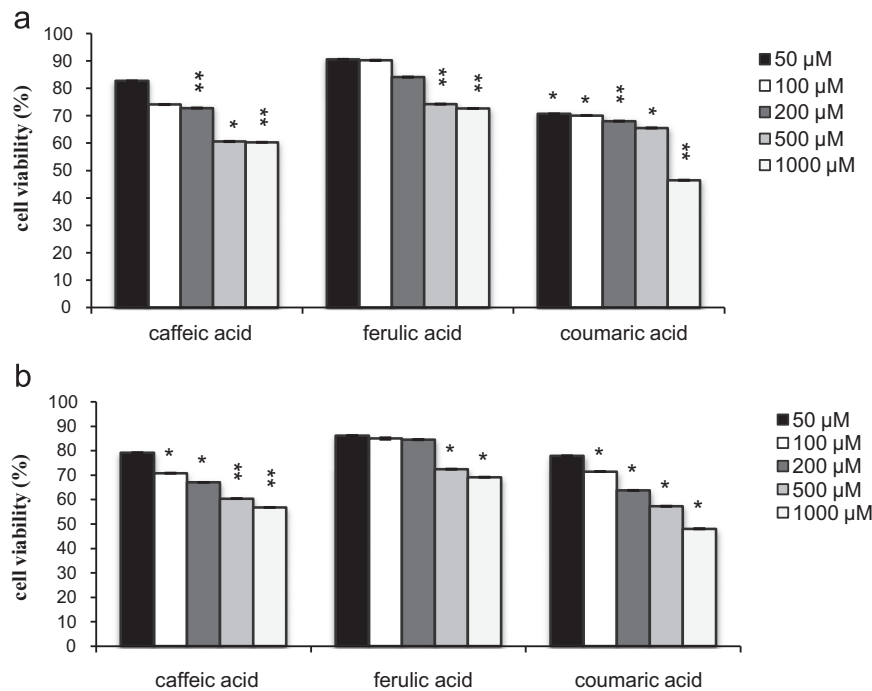 a
cell viability (%)
100
90
80
70
60
50
40
30
20
10
0
** * **
** **
* * ** * **
caffeic acid ferulic acid coumaric acid
50 µM
100 µM
200 µM
500 µM
1000 µM
b
cell viability (%)
100
90
80
70
60
50
40
30
20
10
0
* * ** **
* *
* * * *
caffeic acid ferulic acid coumaric acid
50 µM
100 µM
200 µM
500 µM
1000 µM